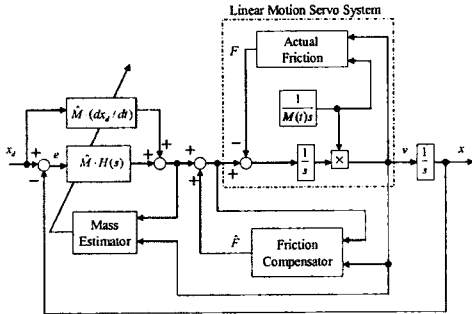 Linear Motion Servo System
F
Actual
Friction
M̂ (dx_d / dt)
1
M(t)s
x_d
+
e
M̂·H(s)
+
+
+
+
−
+
1
s
×
v
1
s
x
−
+
Mass
Estimator
F̂
Friction
Compensator